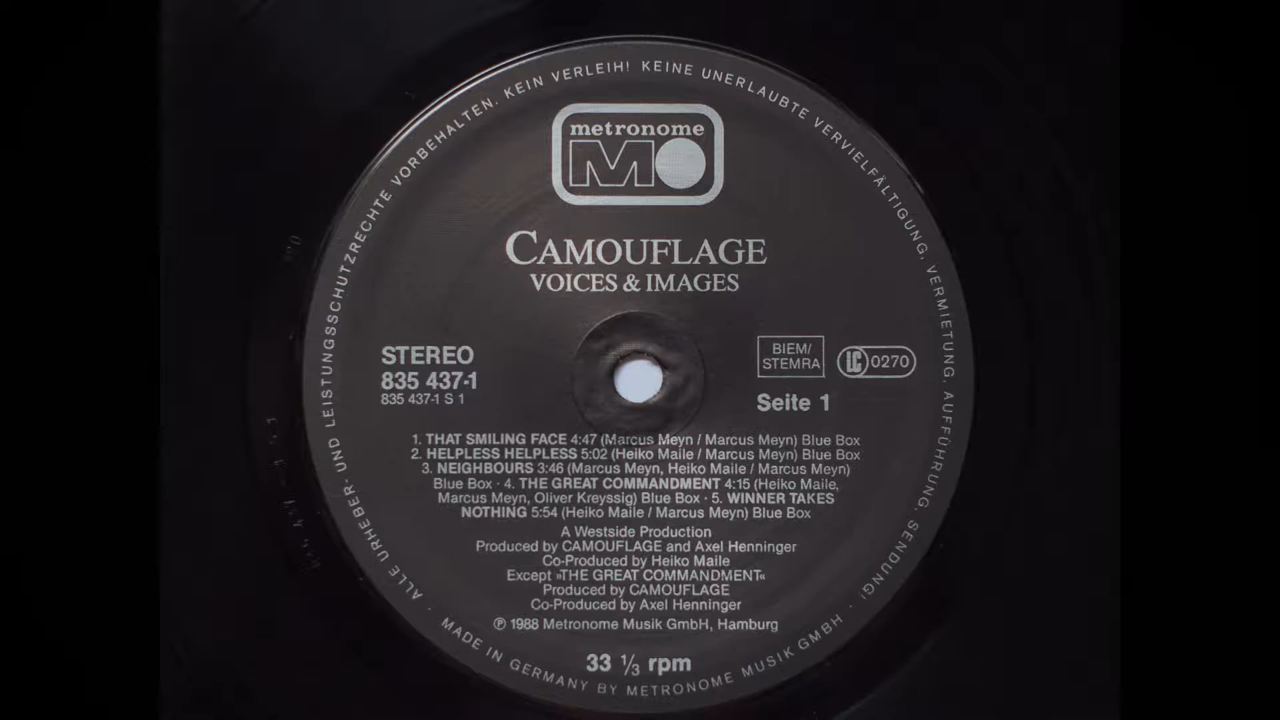 ALLE URHEBER- UND LEISTUNGSSCHUTZRECHTE VORBEHALTEN. KEIN VERLEIH! KEINE UNERLAUBTE VERVIELFÄLTIGUNG, VERMIETUNG, AUFFÜHRUNG, SENDUNG!
metronome
MO
CAMOUFLAGE
VOICES & IMAGES
STEREO
835 437-1
835 437-1 S 1
BIEM/
STEMRA
LC 0270
Seite 1
1. THAT SMILING FACE 4:47 (Marcus Meyn / Marcus Meyn) Blue Box
2. HELPLESS HELPLESS 5:02 (Heiko Maile / Marcus Meyn) Blue Box
3. NEIGHBOURS 3:46 (Marcus Meyn, Heiko Maile / Marcus Meyn)
Blue Box · 4. THE GREAT COMMANDMENT 4:15 (Heiko Maile,
Marcus Meyn, Oliver Kreyssig) Blue Box · 5. WINNER TAKES
NOTHING 5:54 (Heiko Maile / Marcus Meyn) Blue Box
A Westside Production
Produced by CAMOUFLAGE and Axel Henninger
Co-Produced by Heiko Maile
Except »THE GREAT COMMANDMENT«
Produced by CAMOUFLAGE
Co-Produced by Axel Henninger
℗ 1988 Metronome Musik GmbH, Hamburg
33 ⅓ rpm
· MADE IN GERMANY BY METRONOME MUSIK GMBH ·